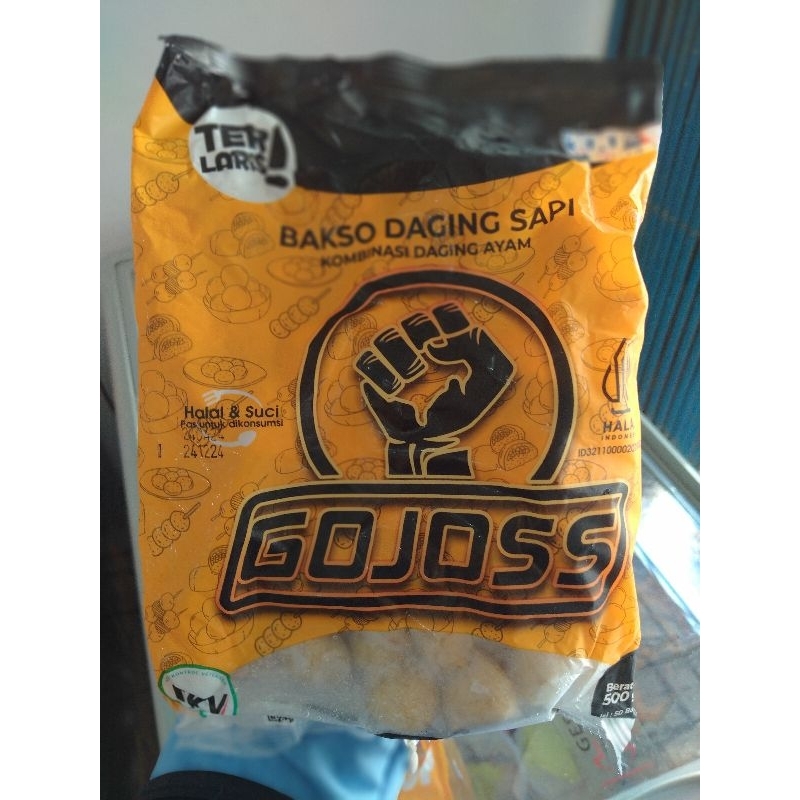 TER
LARIS!
BAKSO DAGING SAPI
KOMBINASI DAGING AYAM
Halal & Suci
Pas untuk dikonsumsi
241224
HALAL
INDONESIA
GOJOSS
Berat
500